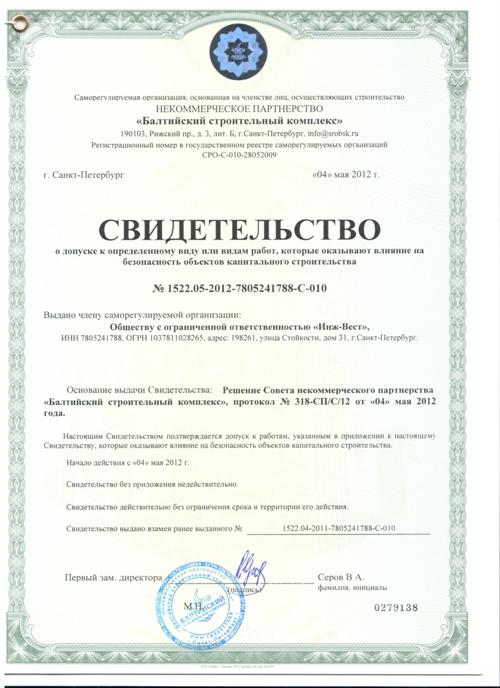 Саморегулируемая организация, основанная на членстве лиц, осуществляющих строительство
НЕКОММЕРЧЕСКОЕ ПАРТНЕРСТВО
«Балтийский строительный комплекс»
190103, Рижский пр., д. 3, лит. Б, г.Санкт-Петербург, info@srobsk.ru
Регистрационный номер в государственном реестре саморегулируемых организаций
СРО-С-010-28052009
г. Санкт-Петербург «04» мая 2012 г.
СВИДЕТЕЛЬСТВО
о допуске к определенному виду или видам работ, которые оказывают влияние на
безопасность объектов капитального строительства
№ 1522.05-2012-7805241788-С-010
Выдано члену саморегулируемой организации:
Обществу с ограниченной ответственностью «Инж-Вест»,
ИНН 7805241788, ОГРН 1037811028265, адрес: 198261, улица Стойкости, дом 31, г.Санкт-Петербург
Основание выдачи Свидетельства: Решение Совета некоммерческого партнерства
«Балтийский строительный комплекс», протокол № 318-СП/С/12 от «04» мая 2012
года.
Настоящим Свидетельством подтверждается допуск к работам, указанным в приложении к настоящему
Свидетельству, которые оказывают влияние на безопасность объектов капитального строительства.
Начало действия с «04» мая 2012 г.
Свидетельство без приложения недействительно.
Свидетельство действительно без ограничения срока и территории его действия.
Свидетельство выдано взамен ранее выданного № 1522.04-2011-7805241788-С-010
Первый зам. директора Серов В А.
(подпись) фамилия, инициалы
М.П.
БАЛТИЙСКИЙ
0279138